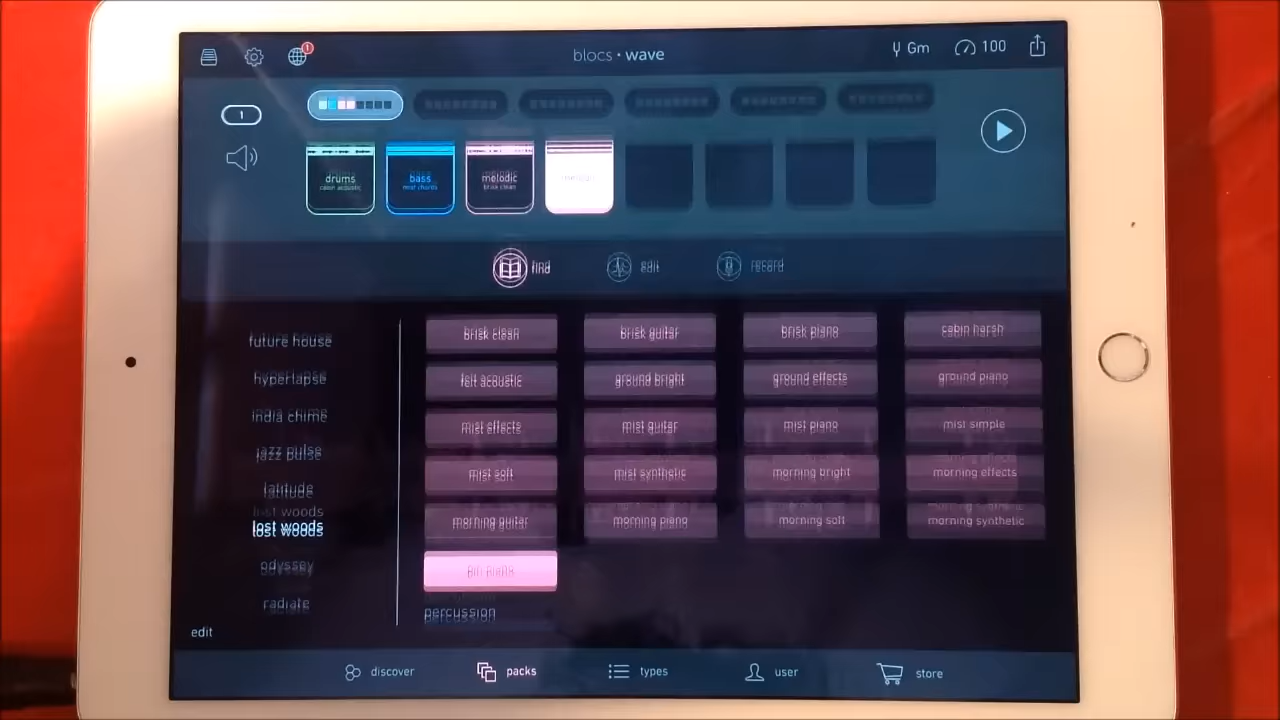 1
blocs • wave
Gm
100
1
drums
cabin acoustic
bass
mist chords
melodic
brisk clean
find
edit
record
future house
hyperlapse
india chime
jazz pulse
latitude
lost woods
odyssey
radiate
edit
brisk clean
brisk guitar
brisk piano
cabin harsh
felt acoustic
ground bright
ground effects
ground piano
mist effects
mist guitar
mist piano
mist simple
mist soft
mist synthetic
morning bright
morning effects
morning guitar
morning piano
morning soft
morning synthetic
percussion
discover
packs
types
user
store